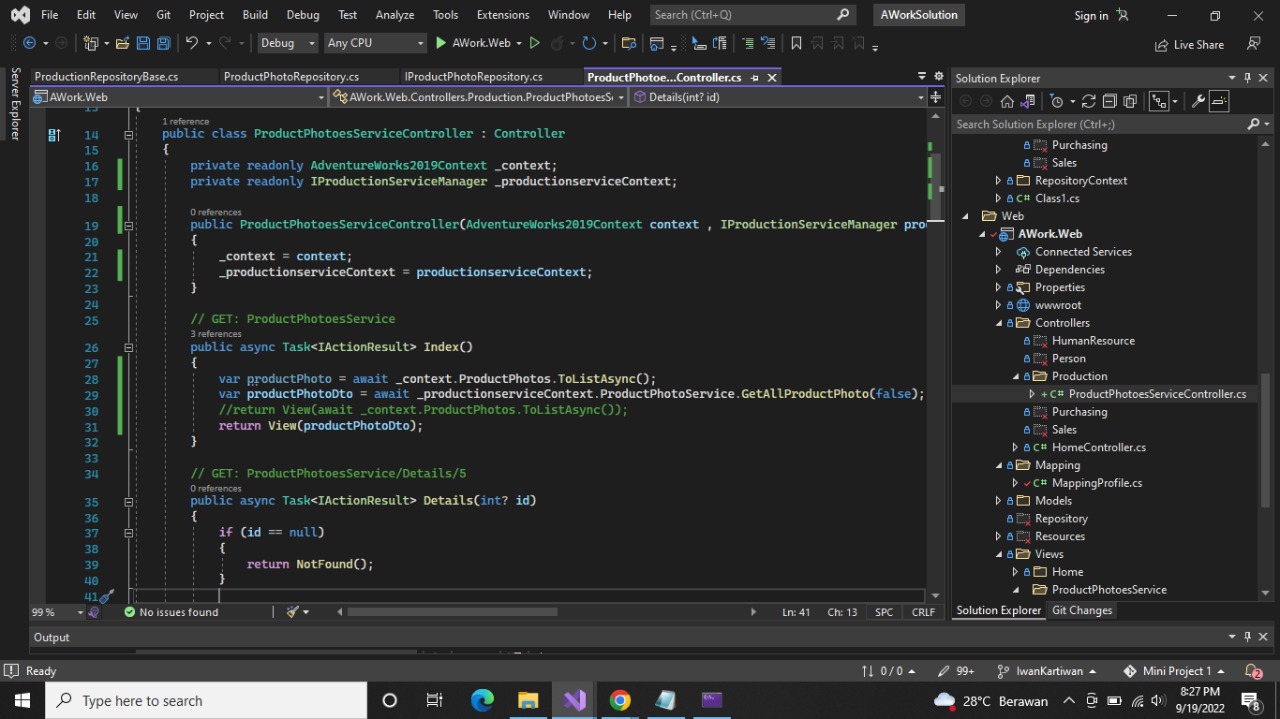 File Edit View Git Project Build Debug Test Analyze Tools Extensions Window Help Search (Ctrl+Q) AWorkSolution Sign in
Debug Any CPU AWork.Web Live Share
Server Explorer
ProductionRepositoryBase.cs ProductPhotoRepository.cs IProductPhotoRepository.cs ProductPhotoe...Controller.cs
AWork.Web AWork.Web.Controllers.Production.ProductPhotoesSe Details(int? id)
13 {
1 reference
14 public class ProductPhotoesServiceController : Controller
15 {
16 private readonly AdventureWorks2019Context _context;
17 private readonly IProductionServiceManager _productionserviceContext;
18
0 references
19 public ProductPhotoesServiceController(AdventureWorks2019Context context , IProductionServiceManager pro
20 {
21 _context = context;
22 _productionserviceContext = productionserviceContext;
23 }
24
25 // GET: ProductPhotoesService
3 references
26 public async Task<IActionResult> Index()
27 {
28 var productPhoto = await _context.ProductPhotos.ToListAsync();
29 var productPhotoDto = await _productionserviceContext.ProductPhotoService.GetAllProductPhoto(false);
30 //return View(await _context.ProductPhotos.ToListAsync());
31 return View(productPhotoDto);
32 }
33
34 // GET: ProductPhotoesService/Details/5
0 references
35 public async Task<IActionResult> Details(int? id)
36 {
37 if (id == null)
38 {
39 return NotFound();
40 }
41
99 % No issues found Ln: 41 Ch: 13 SPC CRLF
Output
Solution Explorer
Search Solution Explorer (Ctrl+;)
Purchasing
Sales
RepositoryContext
C# Class1.cs
Web
AWork.Web
Connected Services
Dependencies
Properties
wwwroot
Controllers
HumanResource
Person
Production
+ C# ProductPhotoesServiceController.cs
Purchasing
Sales
C# HomeController.cs
Mapping
C# MappingProfile.cs
Models
Repository
Resources
Views
Home
ProductPhotoesService
Solution Explorer Git Changes
Ready 0 / 0 99+ IwanKartiwan Mini Project 1 2
Type here to search 28°C Berawan 8:27 PM
9/19/2022 8